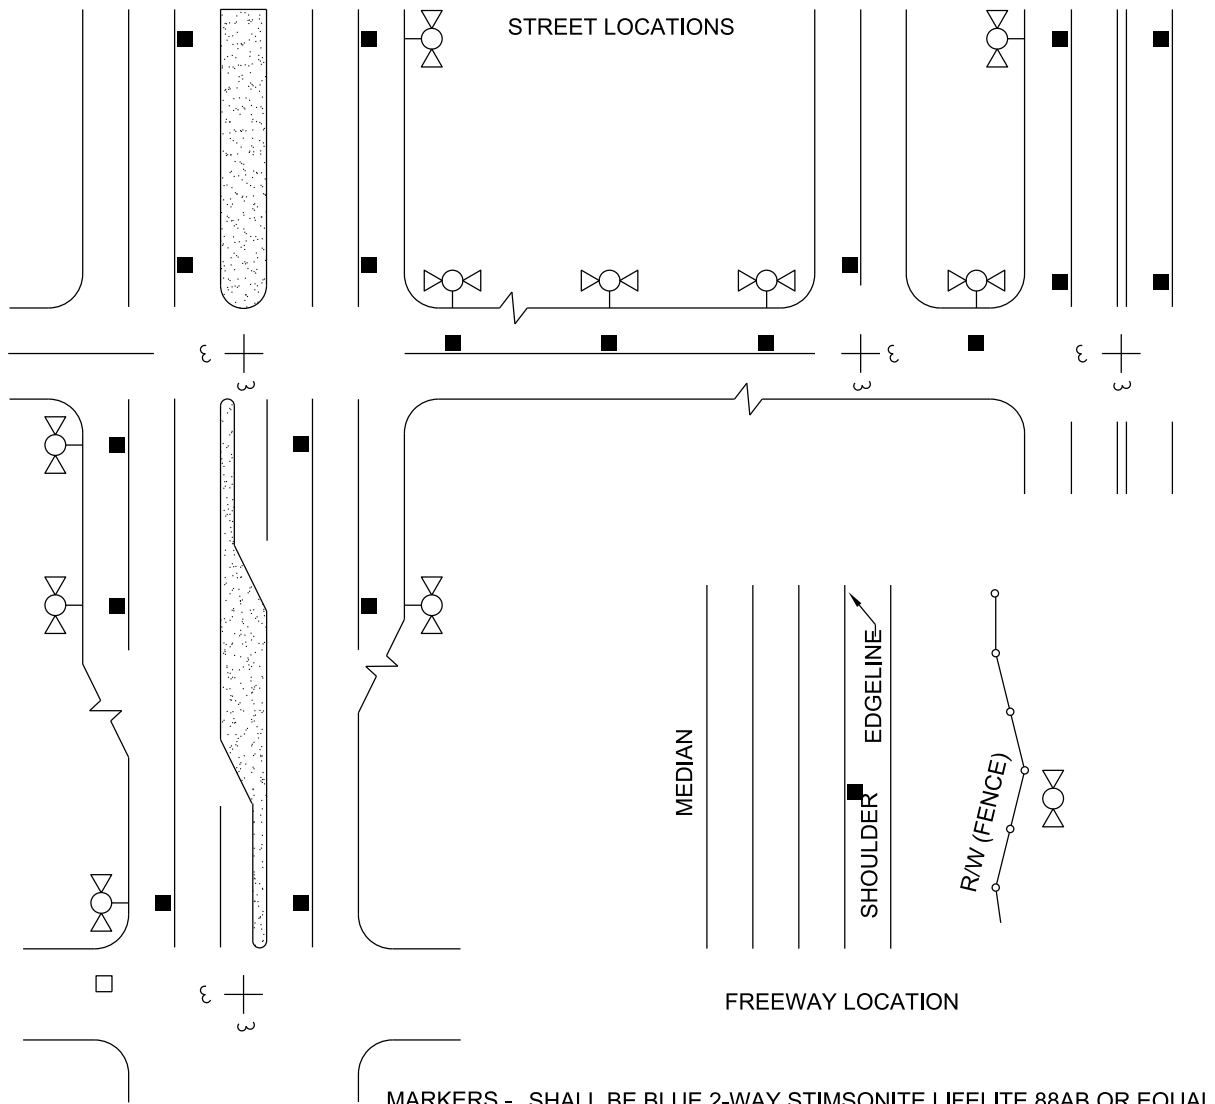 STREET LOCATIONS
MEDIAN
EDGELINE
SHOULDER
R/W (FENCE)
FREEWAY LOCATION
MARKERS - SHALL BE BLUE 2-WAY STIMSONITE LIFELITE 88AB OR EQUAL